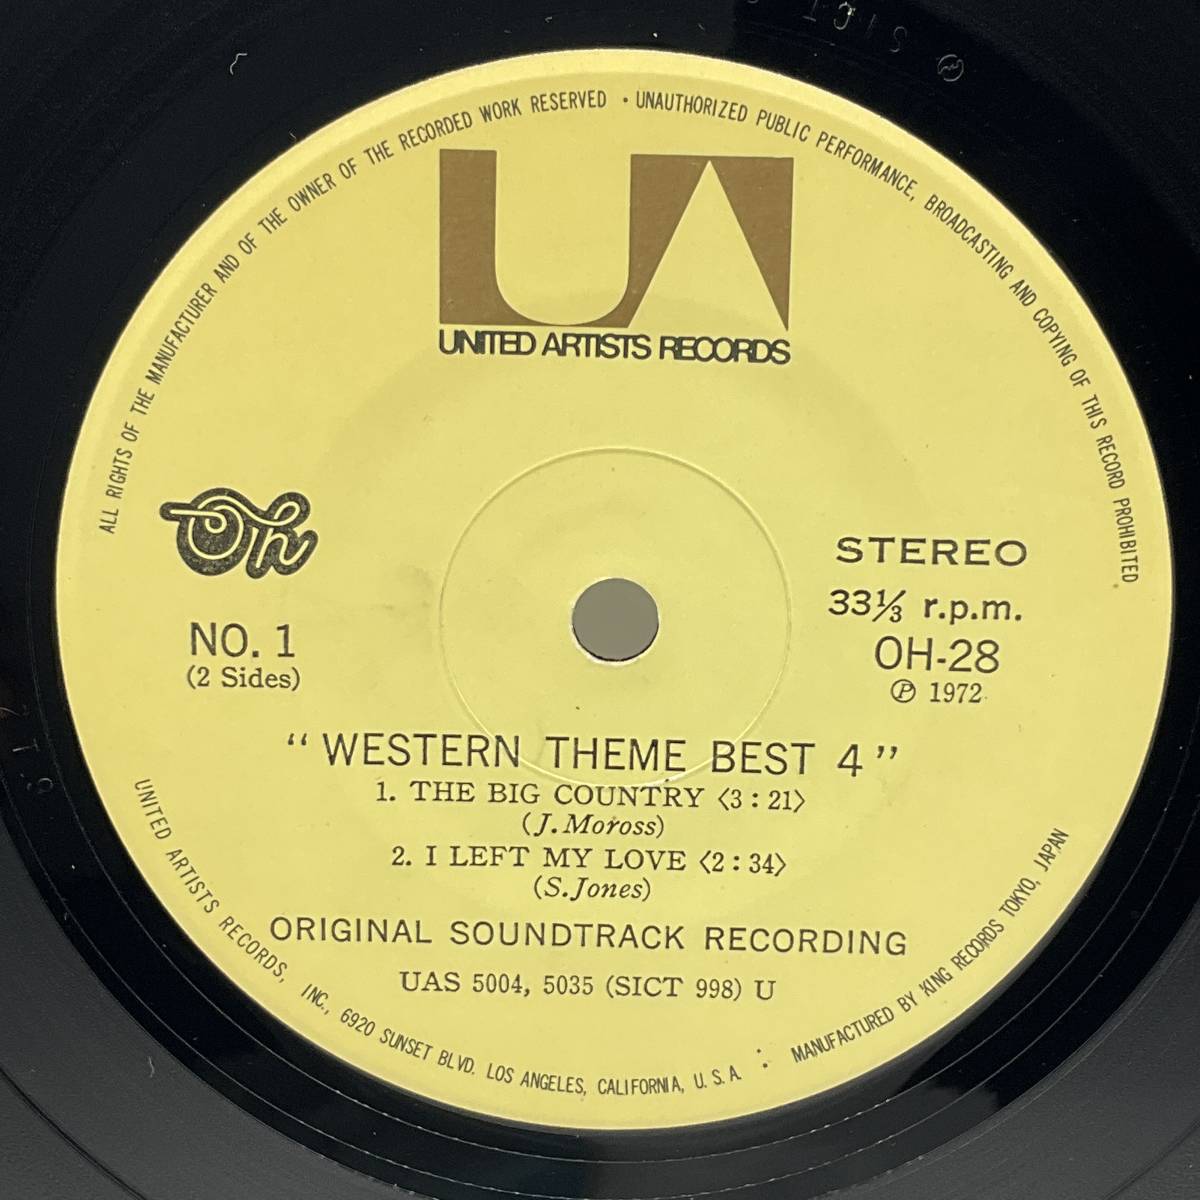 ALL RIGHTS OF THE MANUFACTURER AND OF THE OWNER OF THE RECORDED WORK RESERVED • UNAUTHORIZED PUBLIC PERFORMANCE, BROADCASTING AND COPYING OF THIS RECORD PROHIBITED
UA
UNITED ARTISTS RECORDS
Oh
NO. 1
(2 Sides)
STEREO
33⅓ r.p.m.
OH-28
Ⓟ 1972
"WESTERN THEME BEST 4"
1. THE BIG COUNTRY 〈3 : 21〉
(J. Moross)
2. I LEFT MY LOVE 〈2 : 34〉
(S. Jones)
ORIGINAL SOUNDTRACK RECORDING
UAS 5004, 5035 (SICT 998) U
UNITED ARTISTS RECORDS, INC., 6920 SUNSET BLVD. LOS ANGELES, CALIFORNIA, U. S. A. : MANUFACTURED BY KING RECORDS TOKYO, JAPAN